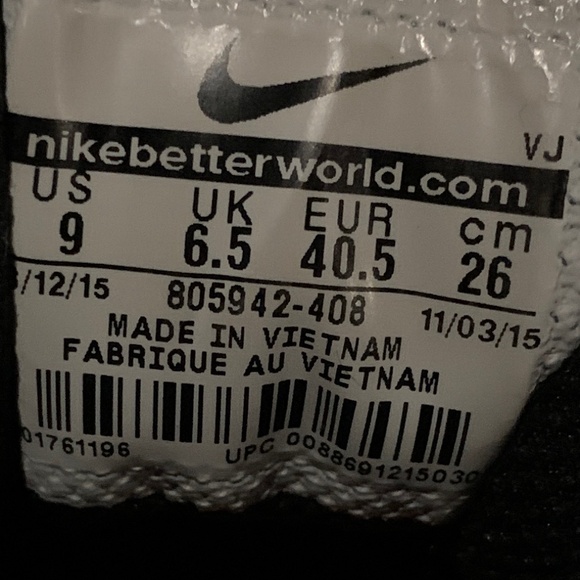 VJ
nikebetterworld.com
US UK EUR cm
9 6.5 40.5 26
/12/15 805942-408 11/03/15
MADE IN VIETNAM
FABRIQUE AU VIETNAM
01761196 UPC 0088691215030